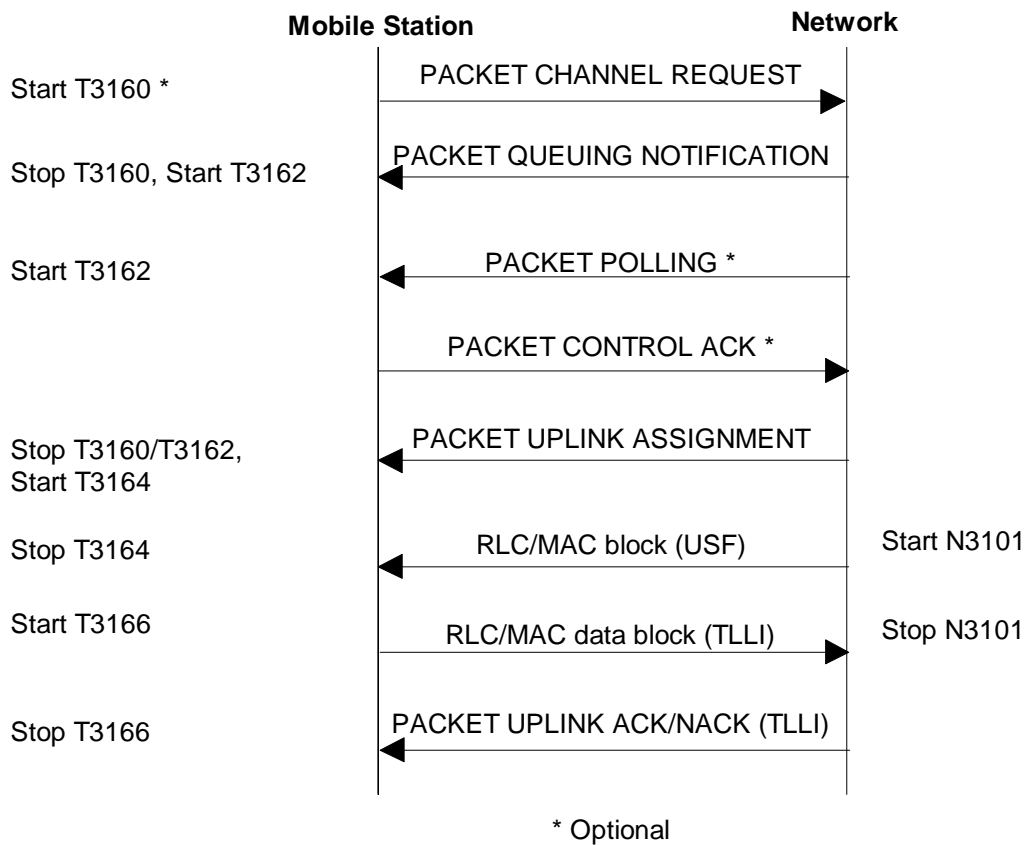 Mobile Station
Network
Start T3160 *
PACKET CHANNEL REQUEST
Stop T3160, Start T3162
PACKET QUEUING NOTIFICATION
Start T3162
PACKET POLLING *
PACKET CONTROL ACK *
Stop T3160/T3162,
Start T3164
PACKET UPLINK ASSIGNMENT
Stop T3164
RLC/MAC block (USF)
Start N3101
Start T3166
RLC/MAC data block (TLLI)
Stop N3101
Stop T3166
PACKET UPLINK ACK/NACK (TLLI)
* Optional